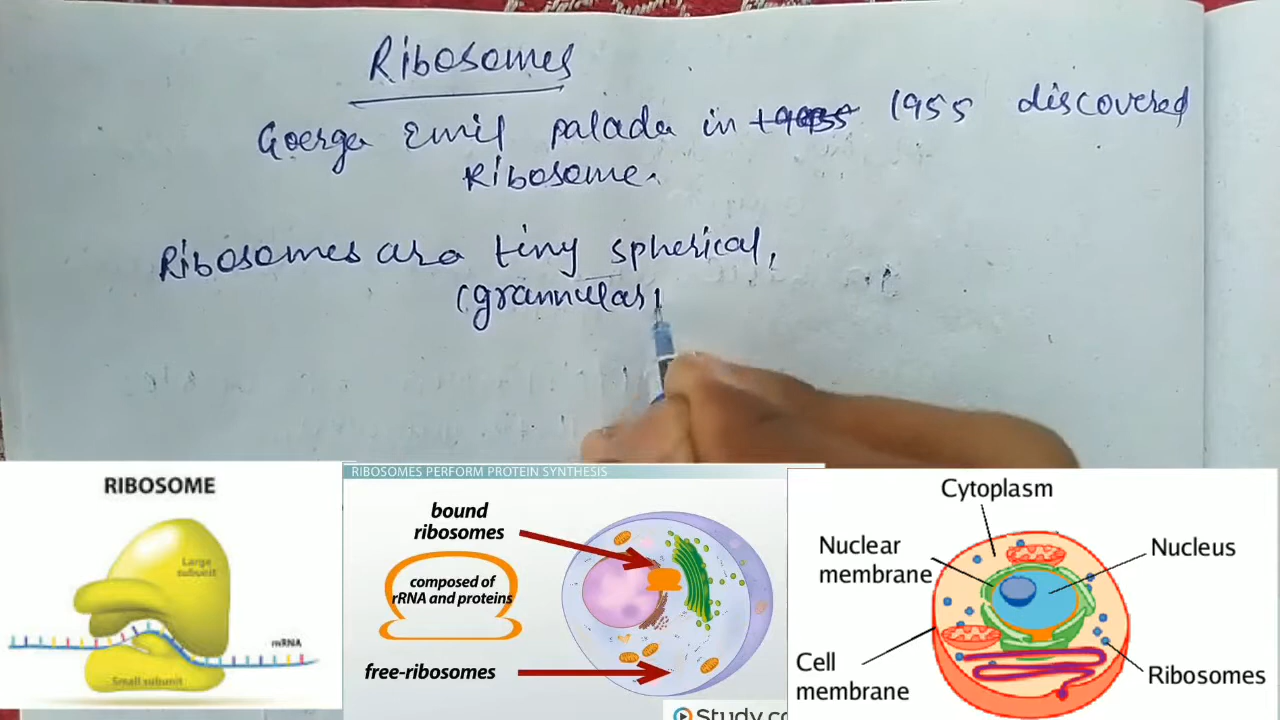 Ribosomes
Goerge Emil palade in 1955 discovered
Ribosome.
Ribosomes are tiny spherical,
(grannular)
RIBOSOME
Large
subunit
mRNA
Small subunit
RIBOSOMES PERFORM PROTEIN SYNTHESIS
bound
ribosomes
composed of
rRNA and proteins
free-ribosomes
Study.co
Cytoplasm
Nuclear
membrane
Nucleus
Cell
membrane
Ribosomes